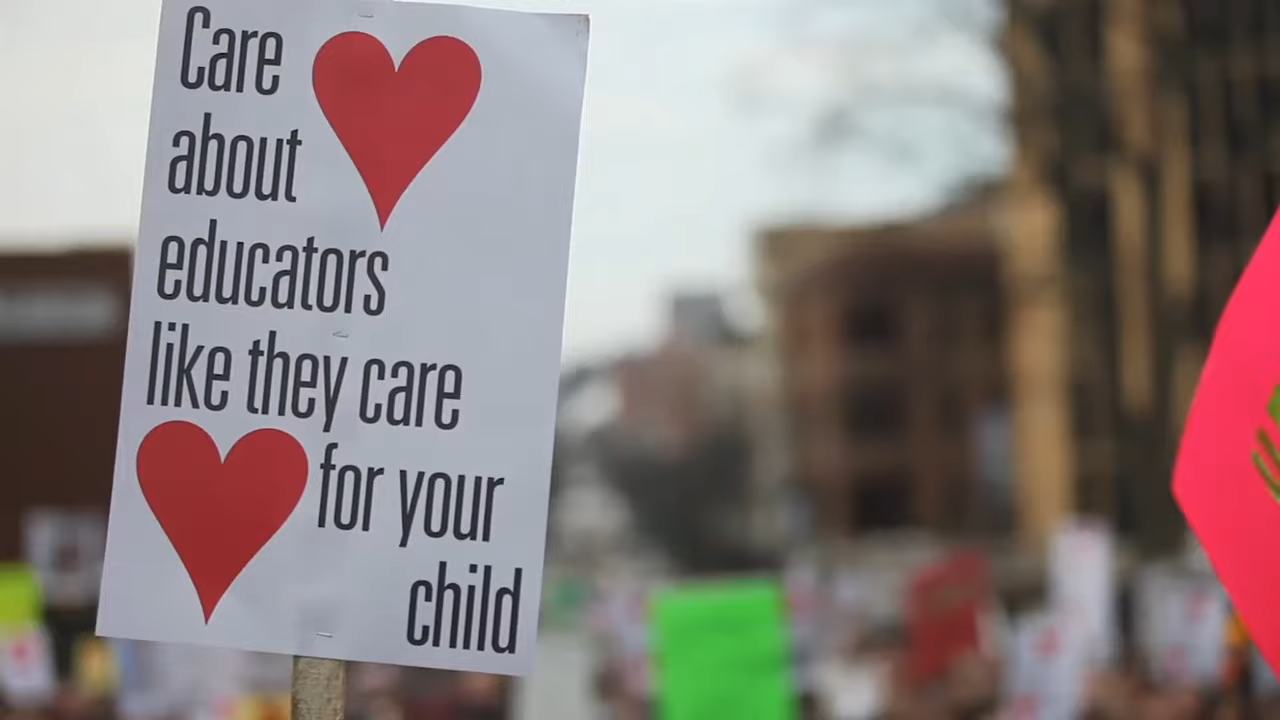 Care
about
educators
like they care
for your
child